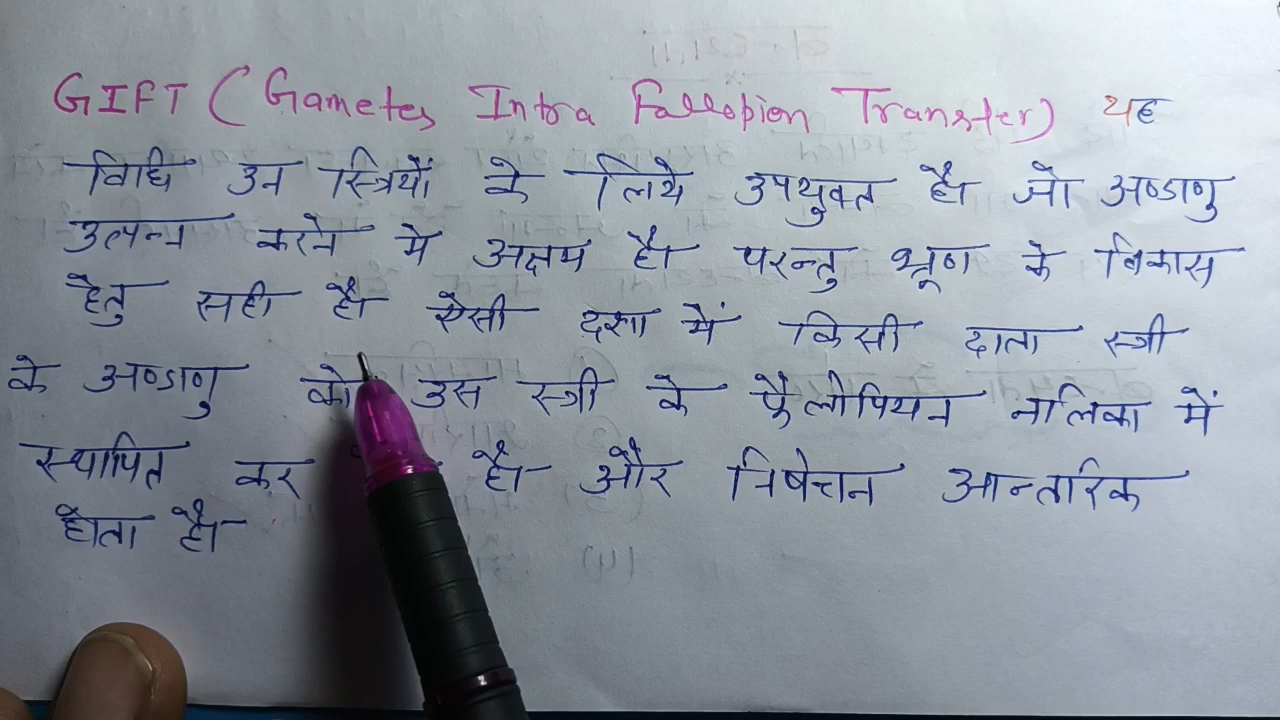 GIFT ( Gametes Intra Fallopion Transfer) यह
विधि उन स्त्रियों के लिये उपयुक्त है। जो अण्डाणु
उत्पन्न करने मे अक्षम है। परन्तु भ्रूण के विकास
हेतु सही है। ऐसी दशा में किसी दाता स्त्री
के अण्डाणु को उस स्त्री के फैलोपियन नालिका में
स्थापित कर है। और निषेचन आन्तरिक
होता है।